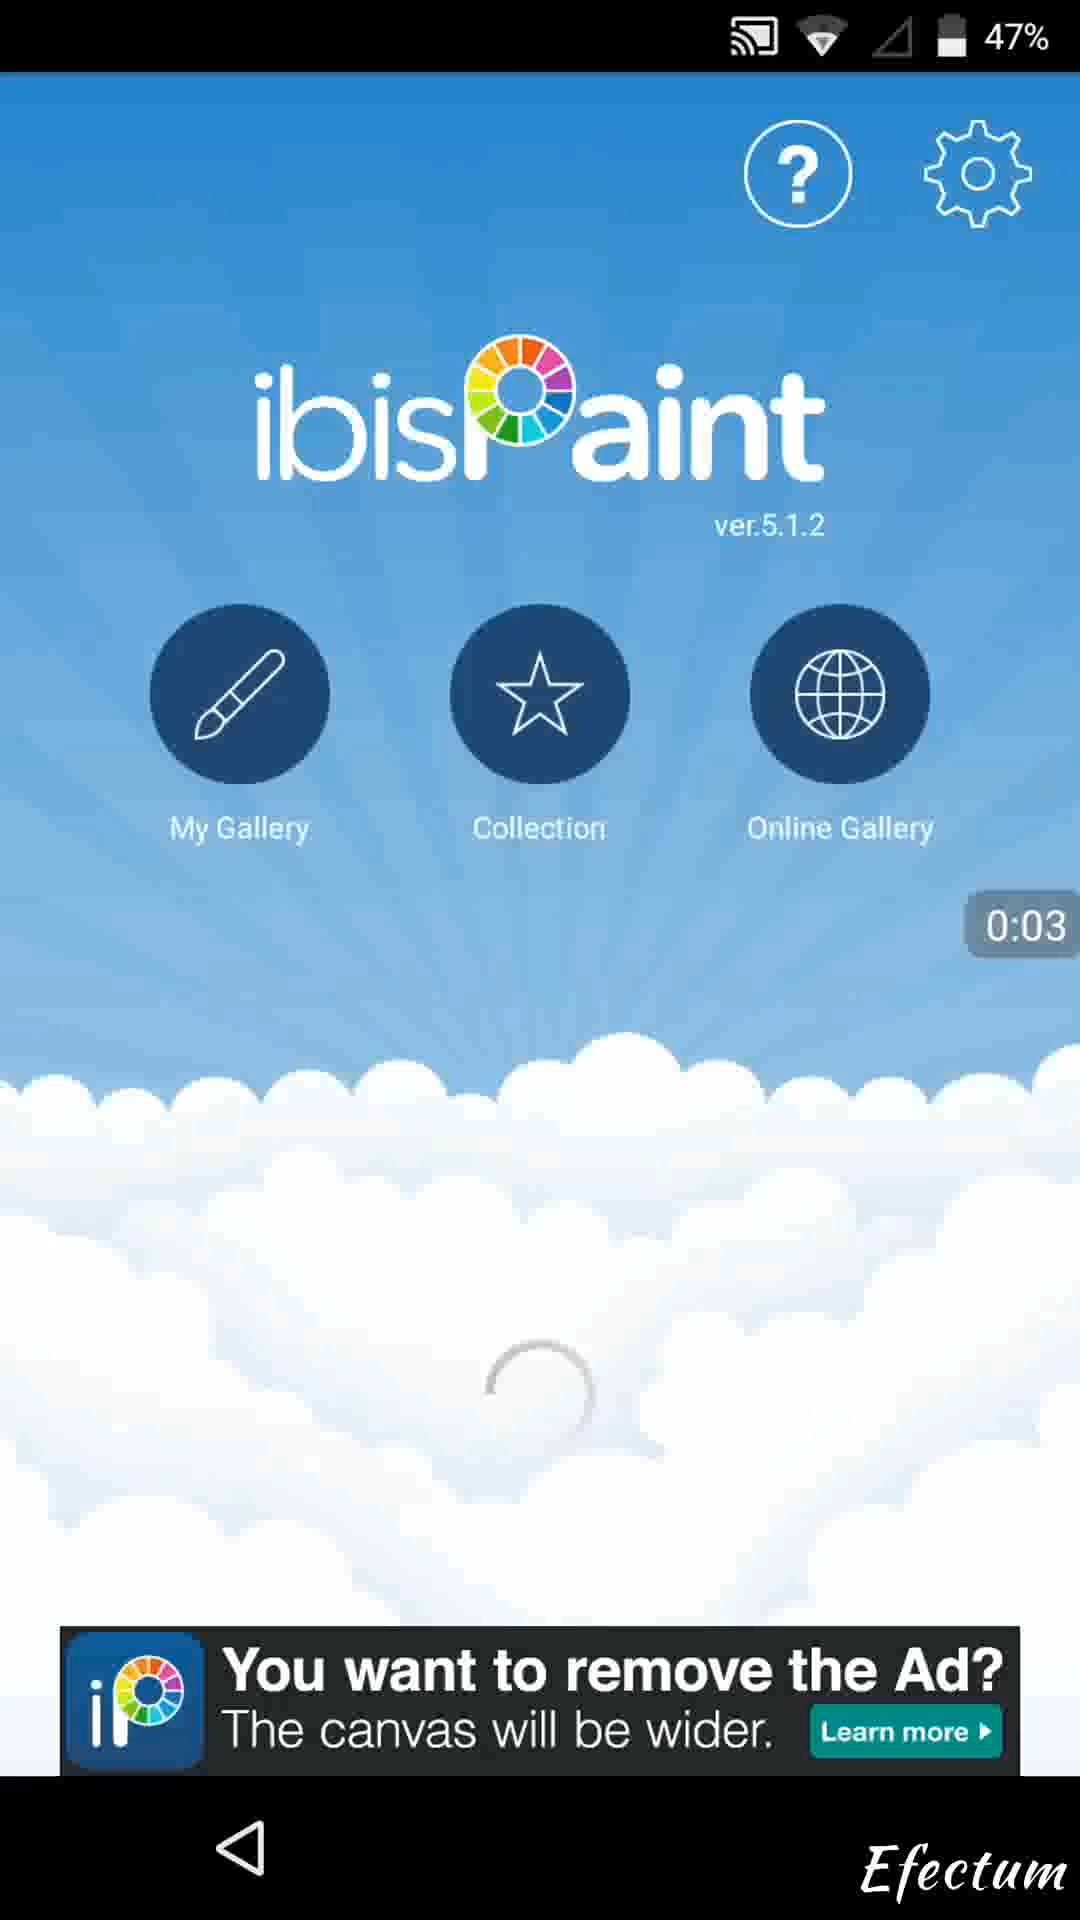 47%
?
ibisPaint
ver.5.1.2
My Gallery
Collection
Online Gallery
0:03
iP
You want to remove the Ad?
The canvas will be wider.
Learn more
Efectum